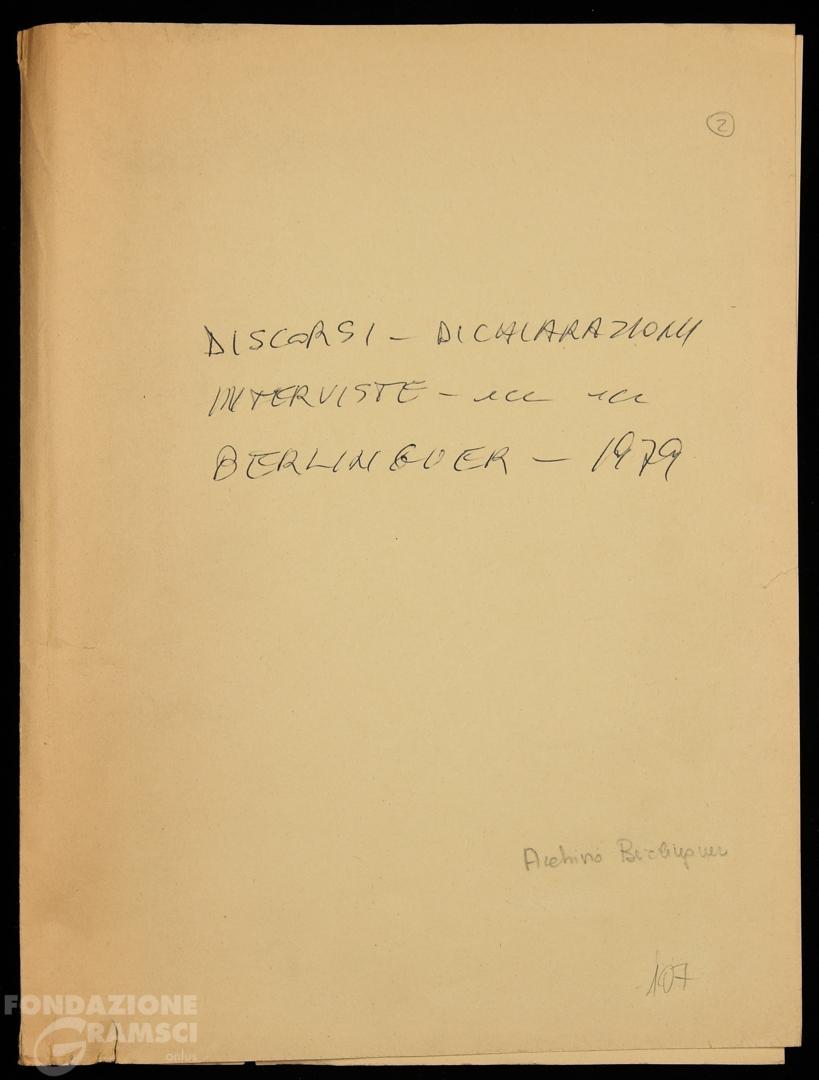 2
DISCORSI - DICHIARAZIONI
INTERVISTE - ecc ecc
BERLINGUER - 1979
Archivio Berlinguer
107
FONDAZIONE
GRAMSCI
onlus